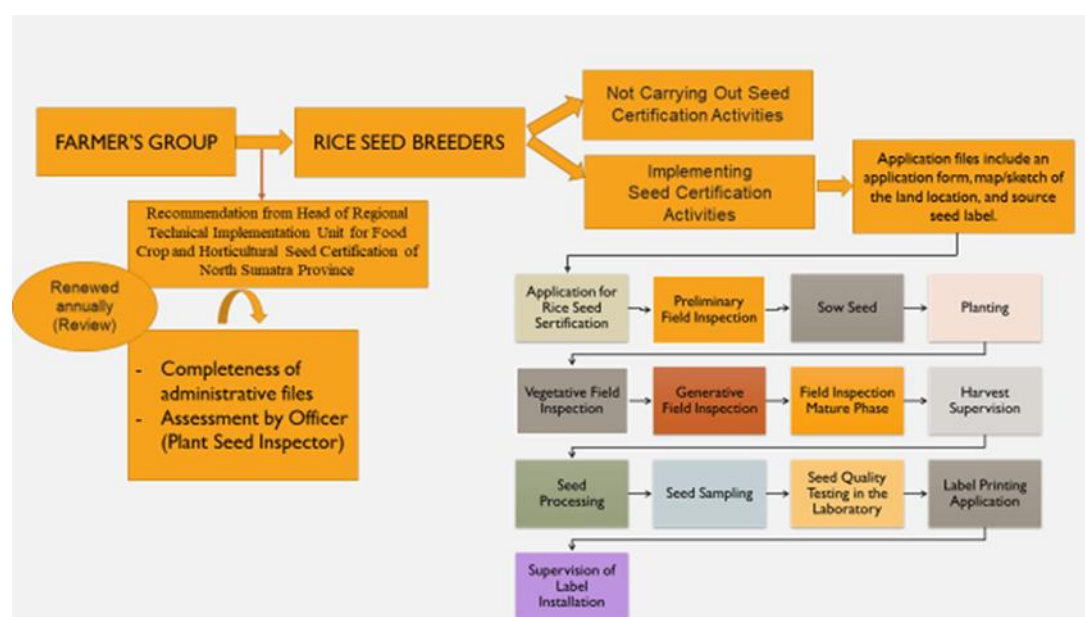 FARMER'S GROUP
RICE SEED BREEDERS
Not Carrying Out Seed
Certification Activities
Implementing
Seed Certification
Activities
Application files include an
application form, map/sketch of
the land location, and source
seed label.
Recommendation from Head of Regional
Technical Implementation Unit for Food
Crop and Horticultural Seed Certification of
North Sumatra Province
Renewed
annually
(Review)
- Completeness of
administrative files
- Assessment by Officer
(Plant Seed Inspector)
Application for
Rice Seed
Sertification
Preliminary
Field Inspection
Sow Seed
Planting
Vegetative Field
Inspection
Generative
Field Inspection
Field Inspection
Mature Phase
Harvest
Supervision
Seed
Processing
Seed Sampling
Seed Quality
Testing in the
Laboratory
Label Printing
Application
Supervision of
Label
Installation